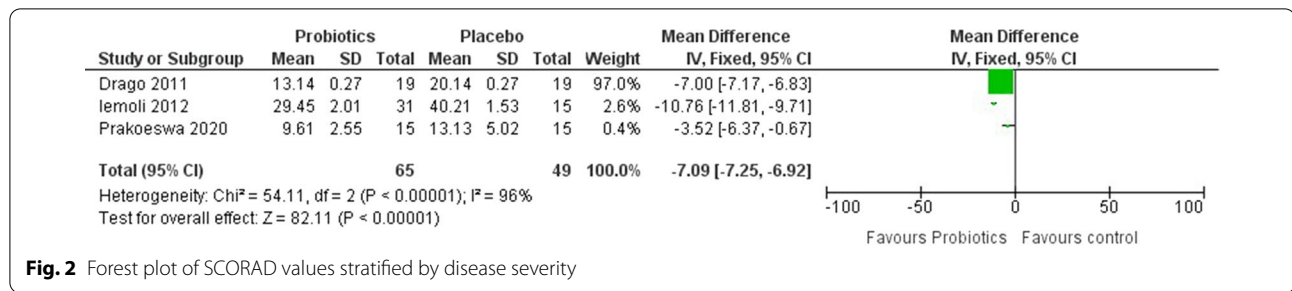 Probiotics Placebo Mean Difference Mean Difference
Study or Subgroup Mean SD Total Mean SD Total Weight IV, Fixed, 95% CI IV, Fixed, 95% CI
Drago 2011 13.14 0.27 19 20.14 0.27 19 97.0% -7.00 [-7.17, -6.83]
Iemoli 2012 29.45 2.01 31 40.21 1.53 15 2.6% -10.76 [-11.81, -9.71]
Prakoeswa 2020 9.61 2.55 15 13.13 5.02 15 0.4% -3.52 [-6.37, -0.67]
Total (95% CI) 65 49 100.0% -7.09 [-7.25, -6.92]
Heterogeneity: Chi² = 54.11, df = 2 (P < 0.00001); I² = 96%
Test for overall effect: Z = 82.11 (P < 0.00001)
-100 -50 0 50 100
Favours Probiotics Favours control
Fig. 2 Forest plot of SCORAD values stratified by disease severity